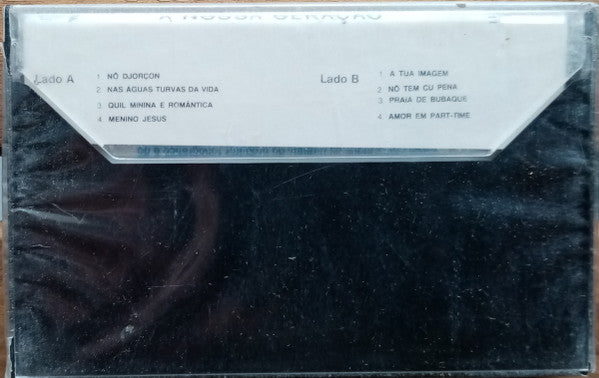 A NOSSA GERAÇÃO
Lado A
1 NÔ DJORÇON
2. NAS ÁGUAS TURVAS DA VIDA
3 QUIL MININA E ROMÂNTICA
4 MENINO JESUS
Lado B
1 A TUA IMAGEM
2 NÔ TEM CU PENA
3 PRAIA DE BUBAQUE
4 AMOR EM PART-TIME